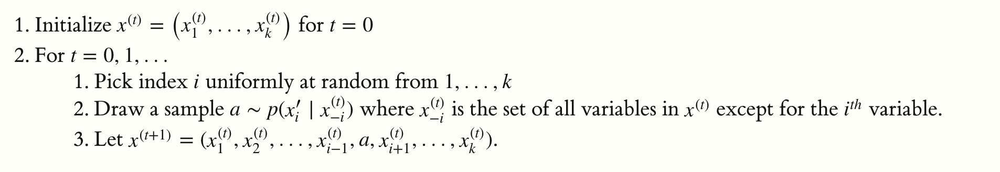 1. Initialize $x^{(t)} = \left(x_1^{(t)}, \ldots, x_k^{(t)}\right)$ for $t = 0$
2. For $t = 0, 1, \ldots$
1. Pick index $i$ uniformly at random from $1, \ldots, k$
2. Draw a sample $a \sim p(x_i' \mid x_{-i}^{(t)})$ where $x_{-i}^{(t)}$ is the set of all variables in $x^{(t)}$ except for the $i^{th}$ variable.
3. Let $x^{(t+1)} = (x_1^{(t)}, x_2^{(t)}, \ldots, x_{i-1}^{(t)}, a, x_{i+1}^{(t)}, \ldots, x_k^{(t)}).$